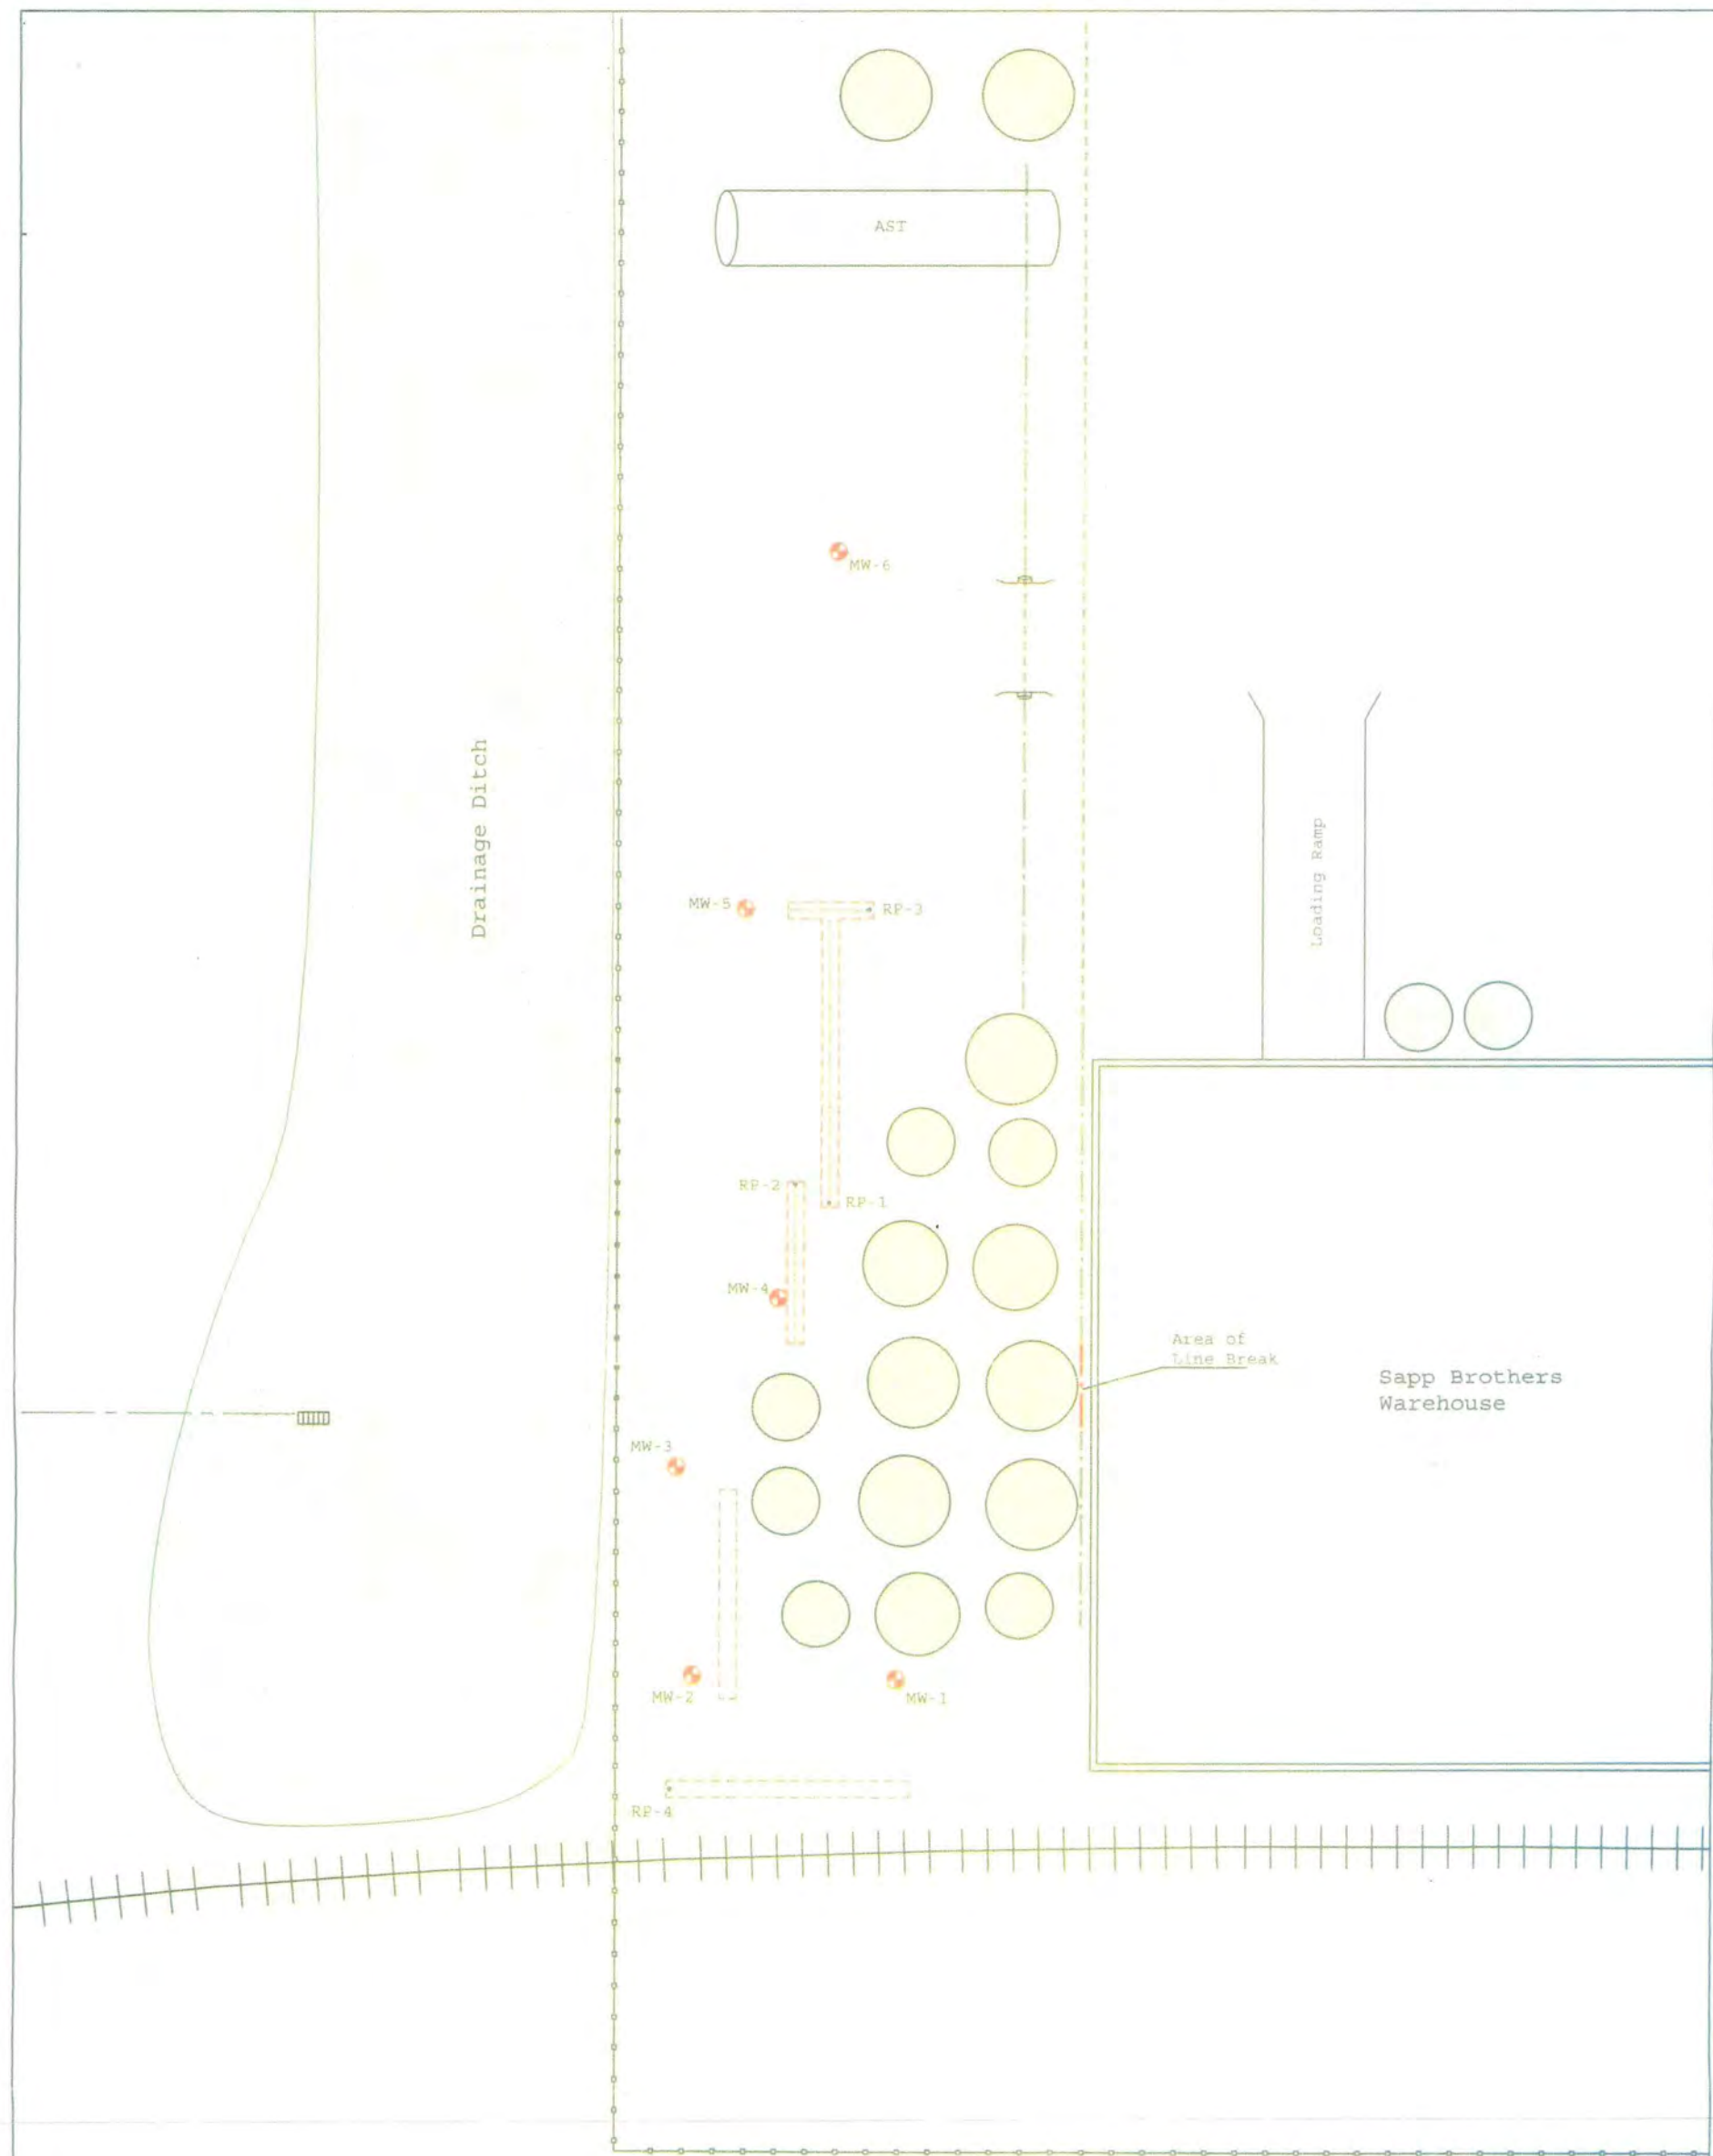 AST
MW-6
Drainage Ditch
Loading Ramp
MW-5
RP-3
RP-2
RP-1
MW-4
Area of
Line Break
Sapp Brothers
Warehouse
MW-3
MW-2
MW-1
RP-4